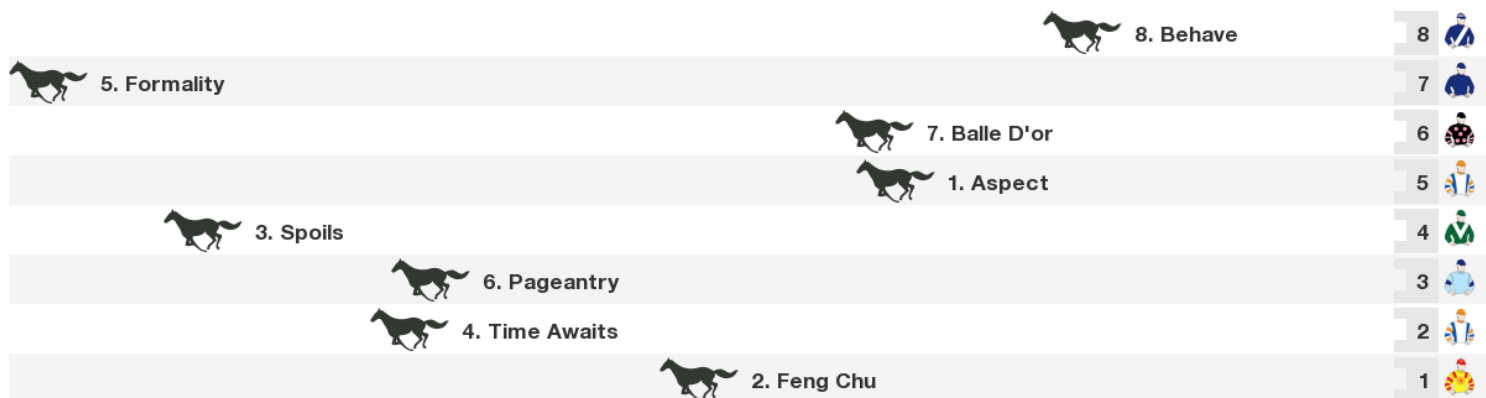 8. Behave 8
5. Formality 7
7. Balle D'or 6
1. Aspect 5
3. Spoils 4
6. Pageantry 3
4. Time Awaits 2
2. Feng Chu 1